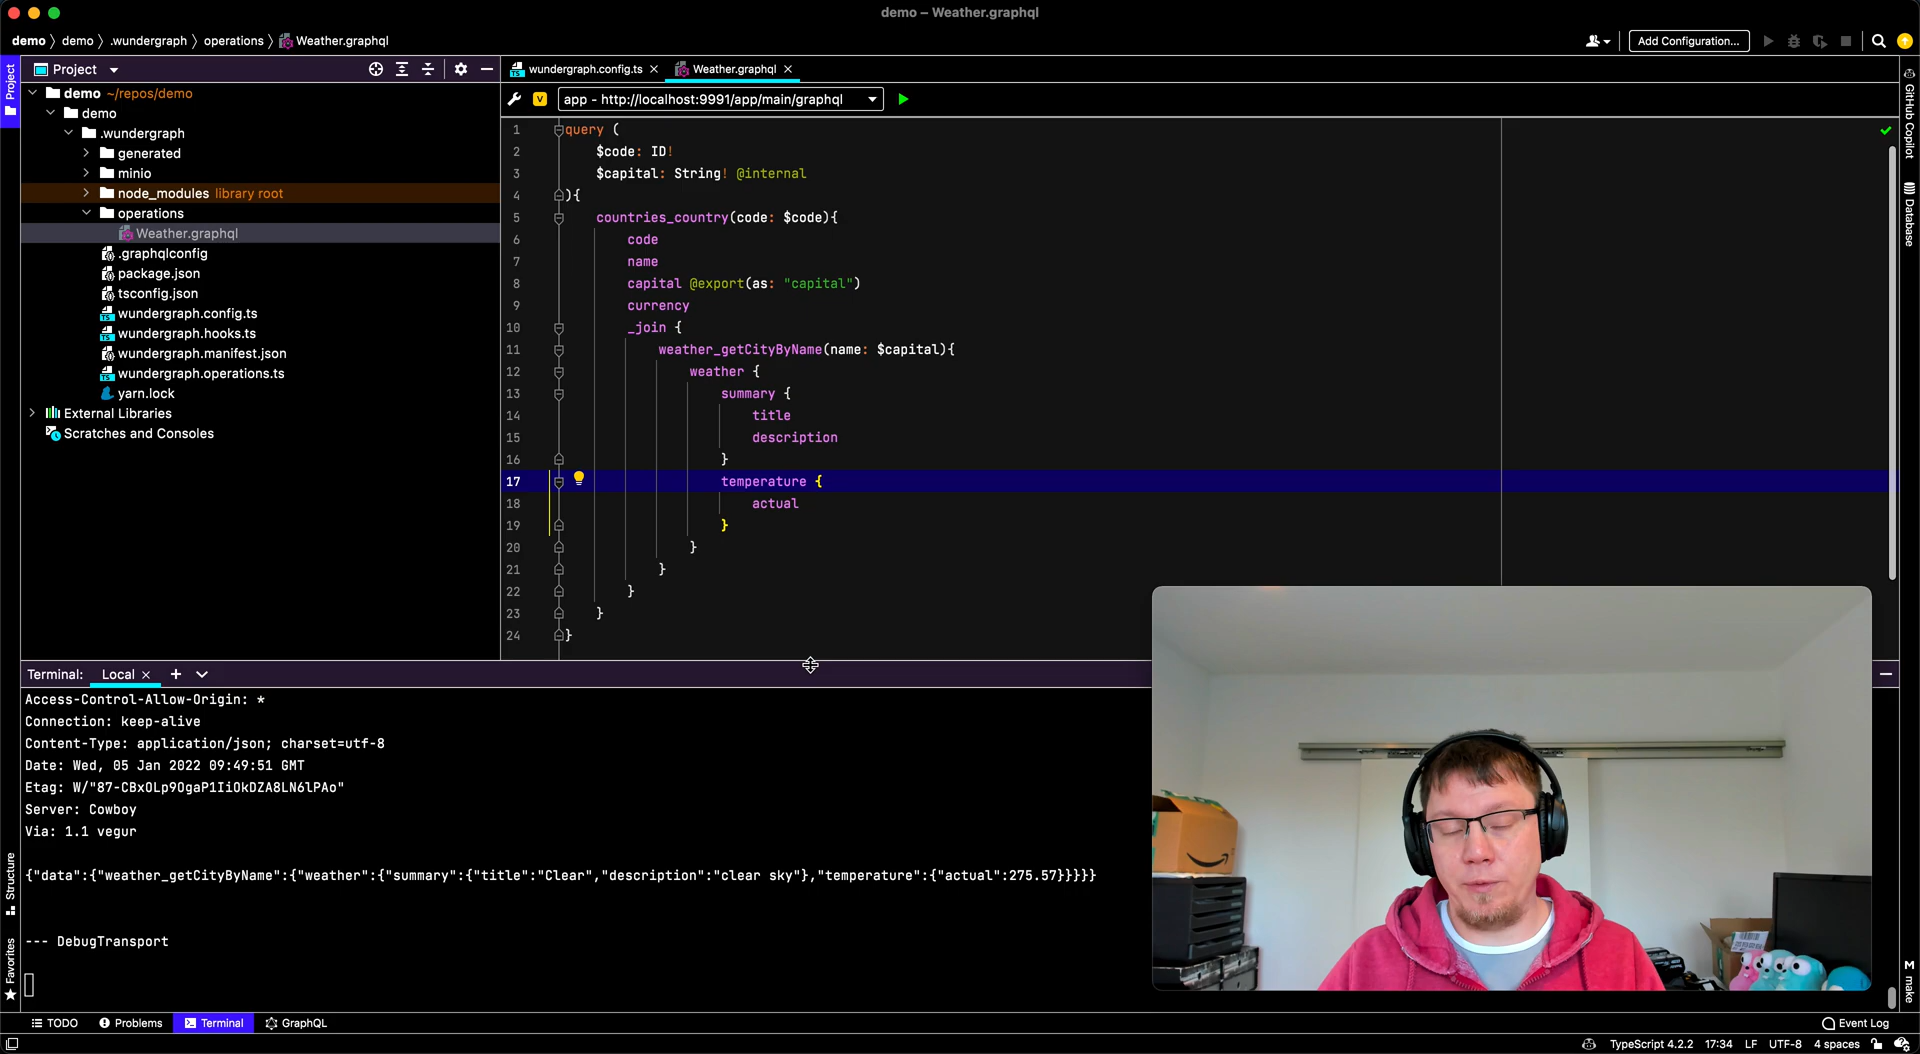 demo – Weather.graphql
demo 〉 demo 〉 .wundergraph 〉 operations 〉 Weather.graphql
Add Configuration...
Project
Project
wundergraph.config.ts
Weather.graphql
app - http://localhost:9991/app/main/graphql
demo ~/repos/demo
demo
.wundergraph
generated
minio
node_modules library root
operations
Weather.graphql
.graphqlconfig
package.json
tsconfig.json
wundergraph.config.ts
wundergraph.hooks.ts
wundergraph.manifest.json
wundergraph.operations.ts
yarn.lock
External Libraries
Scratches and Consoles
1 query (
2 $code: ID!
3 $capital: String! @internal
4 ){
5 countries_country(code: $code){
6 code
7 name
8 capital @export(as: "capital")
9 currency
10 _join {
11 weather_getCityByName(name: $capital){
12 weather {
13 summary {
14 title
15 description
16 }
17 temperature {
18 actual
19 }
20 }
21 }
22 }
23 }
24 }
GitHub Copilot
Database
make
Terminal: Local
Access-Control-Allow-Origin: *
Connection: keep-alive
Content-Type: application/json; charset=utf-8
Date: Wed, 05 Jan 2022 09:49:51 GMT
Etag: W/"87-CBxOLp9OgaP1IiOkDZA8LN6lPAo"
Server: Cowboy
Via: 1.1 vegur
{"data":{"weather_getCityByName":{"weather":{"summary":{"title":"Clear","description":"clear sky"},"temperature":{"actual":275.57}}}}}
--- DebugTransport
Structure
Favorites
TODO
Problems
Terminal
GraphQL
Event Log
TypeScript 4.2.2 17:34 LF UTF-8 4 spaces